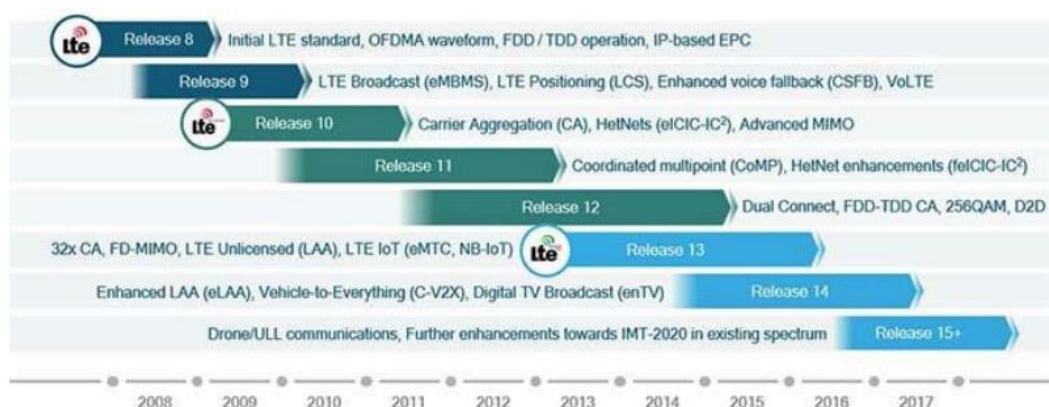 Lte Release 8 Initial LTE standard, OFDMA waveform, FDD / TDD operation, IP-based EPC
Release 9 LTE Broadcast (eMBMS), LTE Positioning (LCS), Enhanced voice fallback (CSFB), VoLTE
Lte Release 10 Carrier Aggregation (CA), HetNets (eICIC-IC²), Advanced MIMO
Release 11 Coordinated multipoint (CoMP), HetNet enhancements (feICIC-IC²)
Release 12 Dual Connect, FDD-TDD CA, 256QAM, D2D
32x CA, FD-MIMO, LTE Unlicensed (LAA), LTE IoT (eMTC, NB-IoT) Lte Release 13
Enhanced LAA (eLAA), Vehicle-to-Everything (C-V2X), Digital TV Broadcast (enTV) Release 14
Drone/ULL communications, Further enhancements towards IMT-2020 in existing spectrum Release 15+
2008 2009 2010 2011 2012 2013 2014 2015 2016 2017